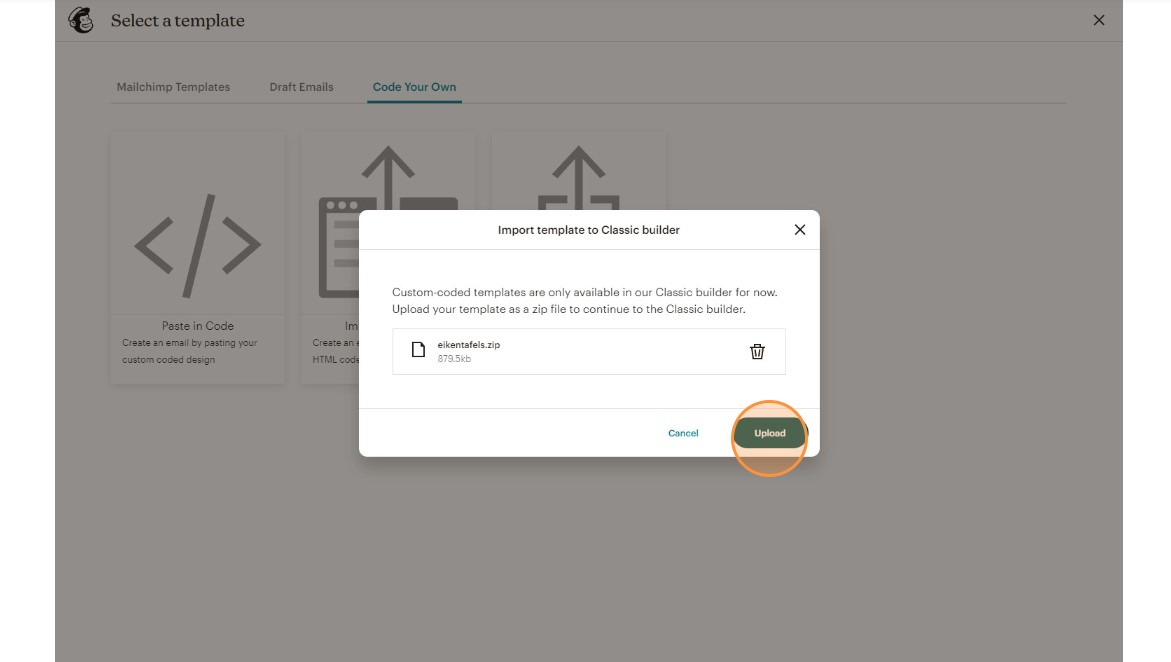 Select a template
Mailchimp Templates
Draft Emails
Code Your Own
Import template to Classic builder
Custom-coded templates are only available in our Classic builder for now.
Upload your template as a zip file to continue to the Classic builder.
eikentafels.zip
879.5kb
Cancel
Upload
Paste in Code
Create an email by pasting your
custom coded design
Im
Create an e
HTML code